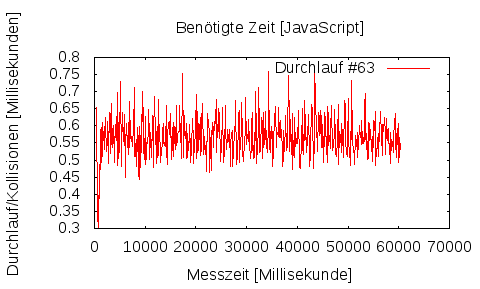 Benötigte Zeit [JavaScript]
Durchlauf/Kollisionen [Millisekunden]
Durchlauf #63
0.8
0.75
0.7
0.65
0.6
0.55
0.5
0.45
0.4
0.35
0.3
0 10000 20000 30000 40000 50000 60000 70000
Messzeit [Millisekunde]